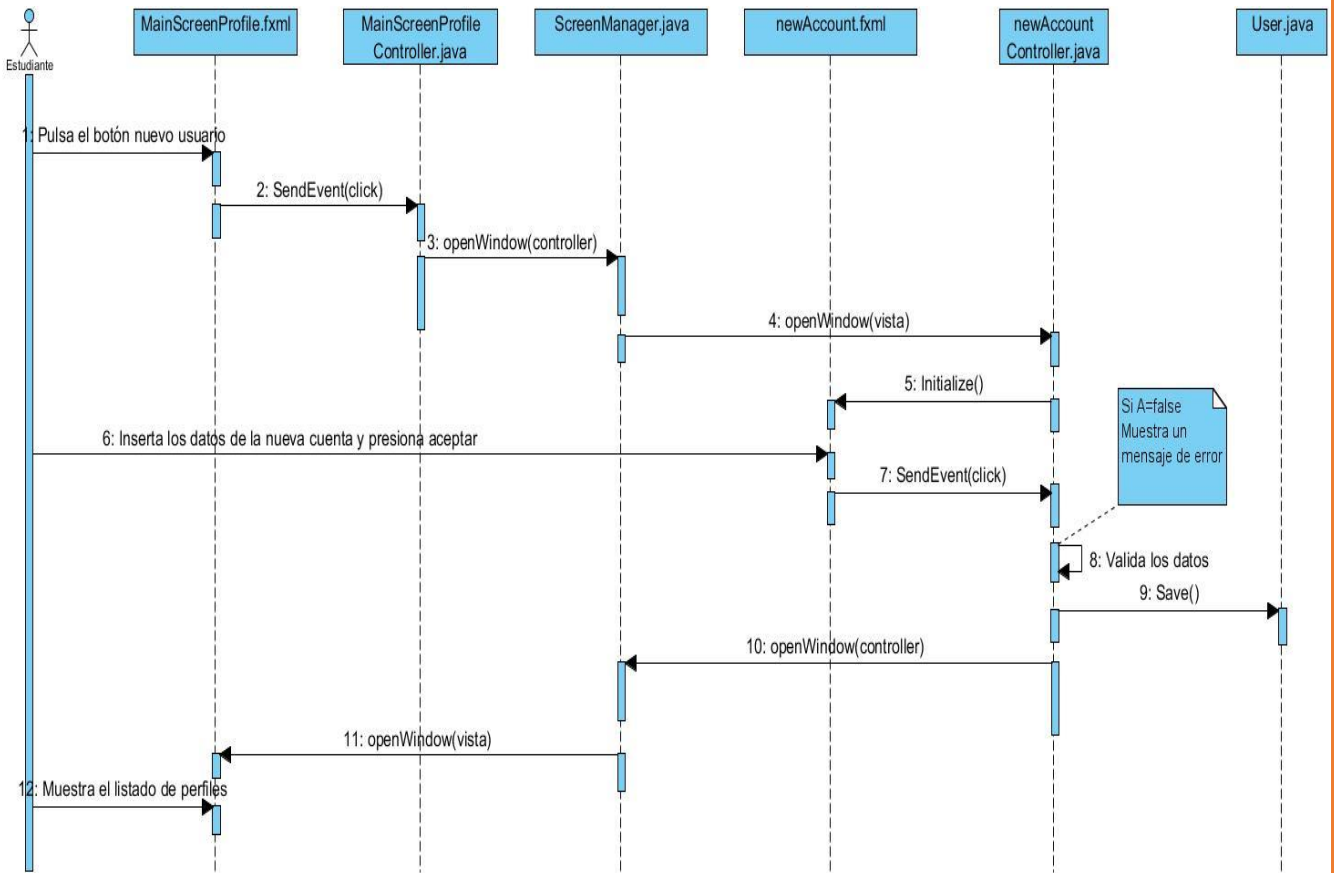 MainScreenProfile.fxml
MainScreenProfile
Controller.java
ScreenManager.java
newAccount.fxml
newAccount
Controller.java
User.java
Estudiante
1: Pulsa el botón nuevo usuario
2: SendEvent(click)
3: openWindow(controller)
4: openWindow(vista)
5: Initialize()
Si A=false
Muestra un
mensaje de error
6: Inserta los datos de la nueva cuenta y presiona aceptar
7: SendEvent(click)
8: Valida los datos
9: Save()
10: openWindow(controller)
11: openWindow(vista)
12: Muestra el listado de perfiles